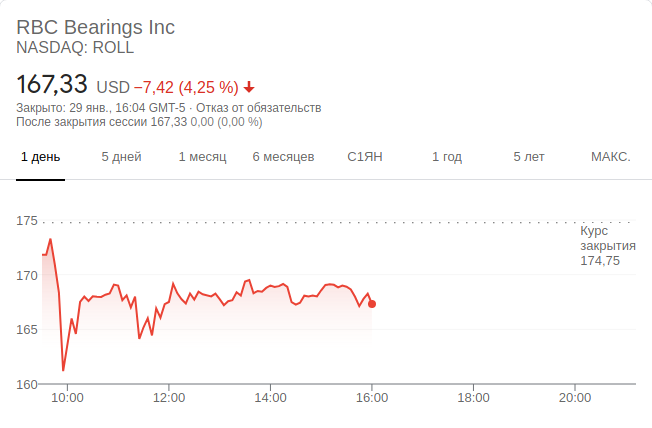 RBC Bearings Inc
NASDAQ: ROLL
167,33 USD −7,42 (4,25 %)
Закрыто: 29 янв., 16:04 GMT-5 · Отказ от обязательств
После закрытия сессии 167,33 0,00 (0,00 %)
1 день 5 дней 1 месяц 6 месяцев С1ЯН 1 год 5 лет МАКС.
175
Курс
закрытия
174,75
170
165
160
10:00 12:00 14:00 16:00 18:00 20:00